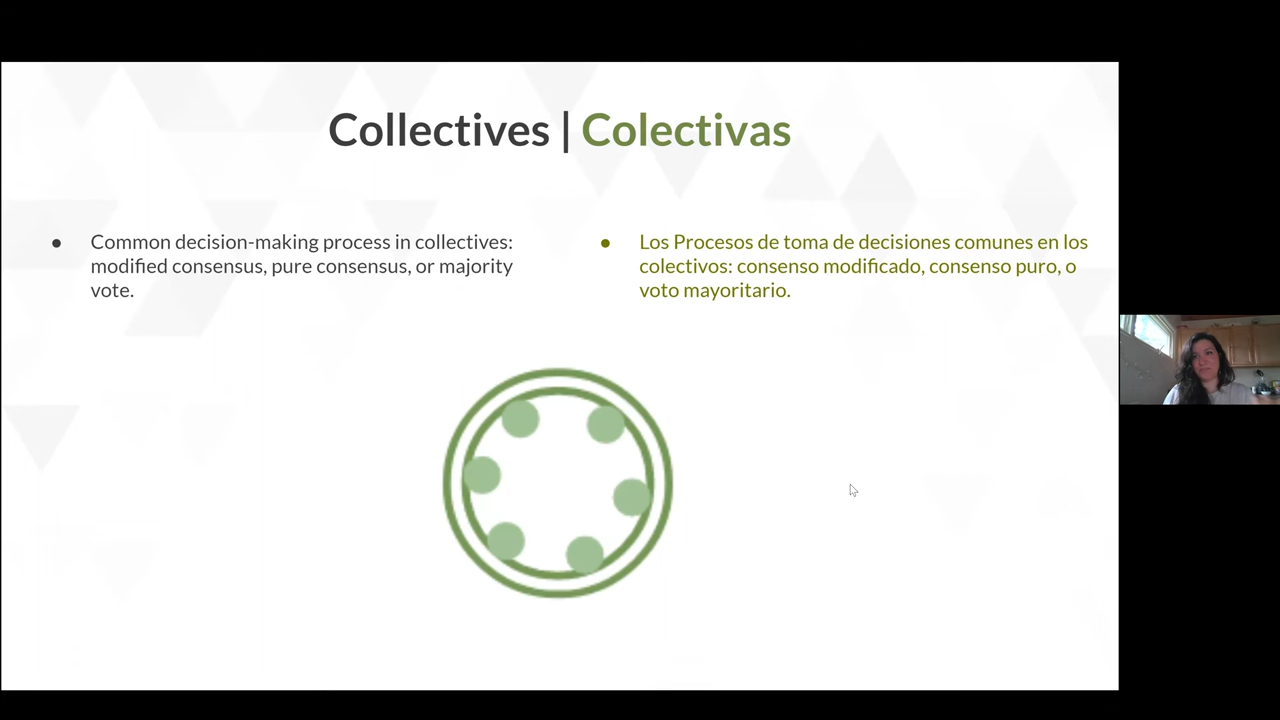 Collectives | Colectivas
● Common decision-making process in collectives:
modified consensus, pure consensus, or majority
vote.
● Los Procesos de toma de decisiones comunes en los
colectivos: consenso modificado, consenso puro, o
voto mayoritario.